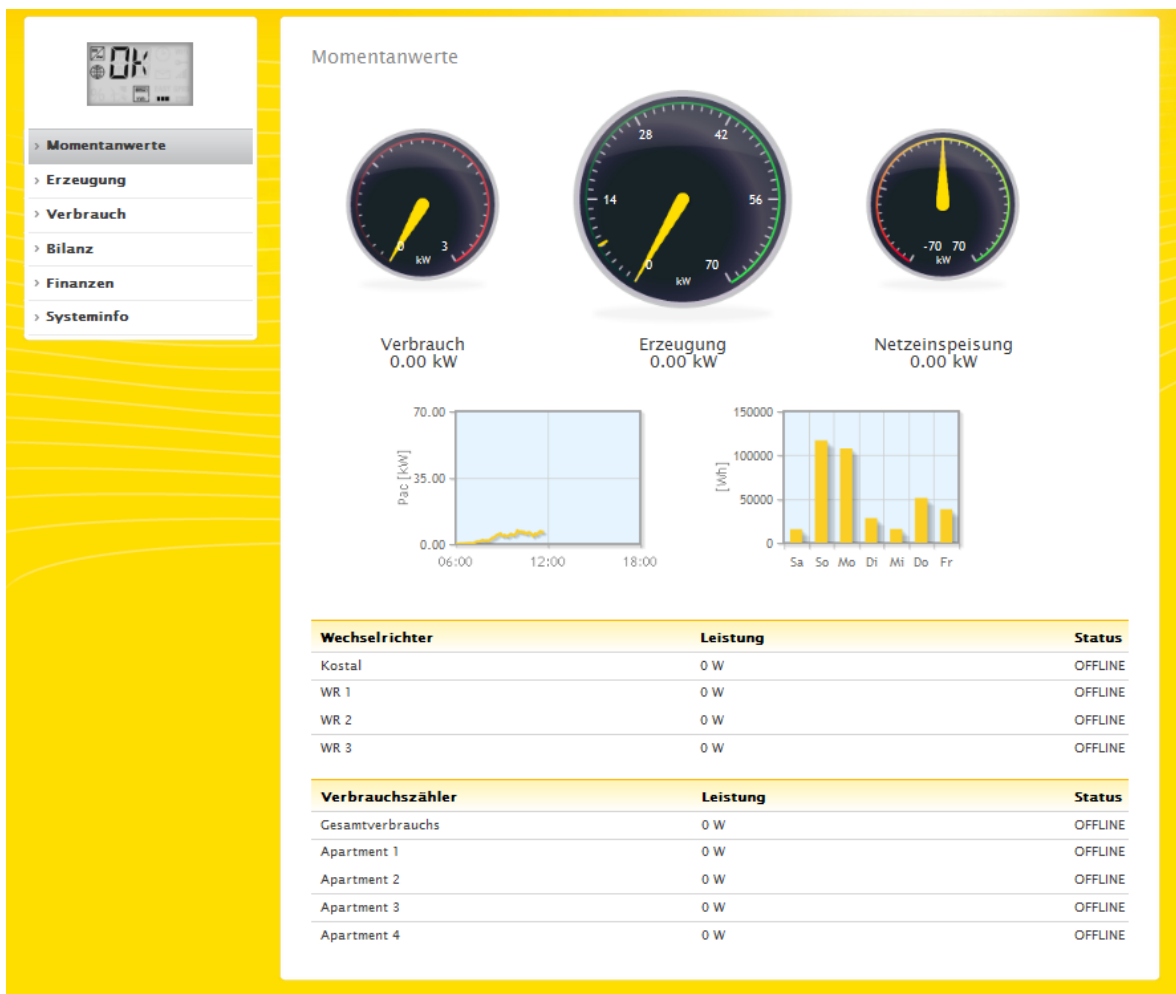 OK
Momentanwerte
Erzeugung
Verbrauch
Bilanz
Finanzen
Systeminfo
Momentanwerte
0 3
kW
14 28 42 56
0 70
kW
-70 70
kW
Verbrauch
0.00 kW
Erzeugung
0.00 kW
Netzeinspeisung
0.00 kW
Pac [kW]
70.00
35.00
0.00
06:00 12:00 18:00
[Wh]
150000
100000
50000
0
Sa So Mo Di Mi Do Fr
Wechselrichter Leistung Status
Kostal 0 W OFFLINE
WR 1 0 W OFFLINE
WR 2 0 W OFFLINE
WR 3 0 W OFFLINE
Verbrauchszähler Leistung Status
Gesamtverbrauchs 0 W OFFLINE
Apartment 1 0 W OFFLINE
Apartment 2 0 W OFFLINE
Apartment 3 0 W OFFLINE
Apartment 4 0 W OFFLINE